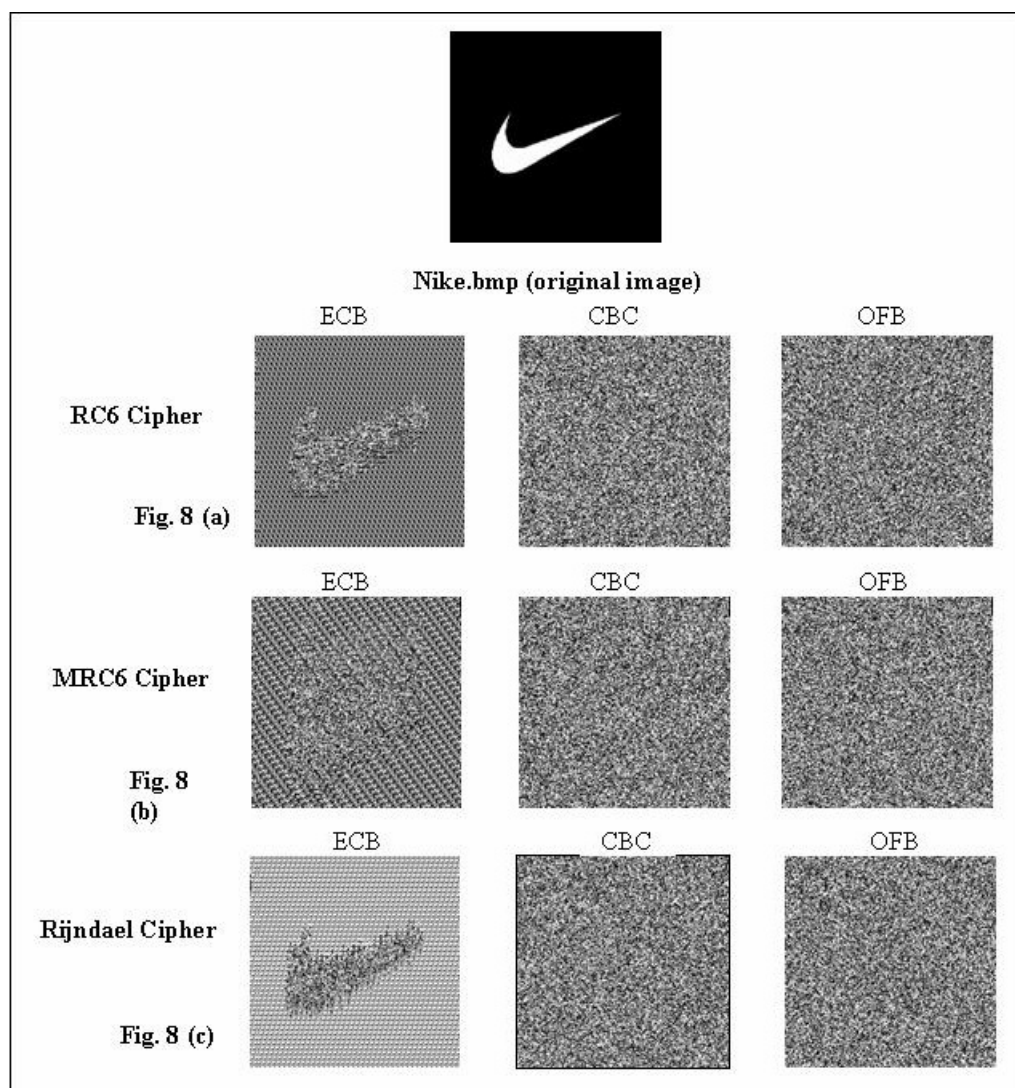 Nike.bmp (original image)
ECB CBC OFB
RC6 Cipher
Fig. 8 (a)
ECB CBC OFB
MRC6 Cipher
Fig. 8
(b)
ECB CBC OFB
Rijndael Cipher
Fig. 8 (c)